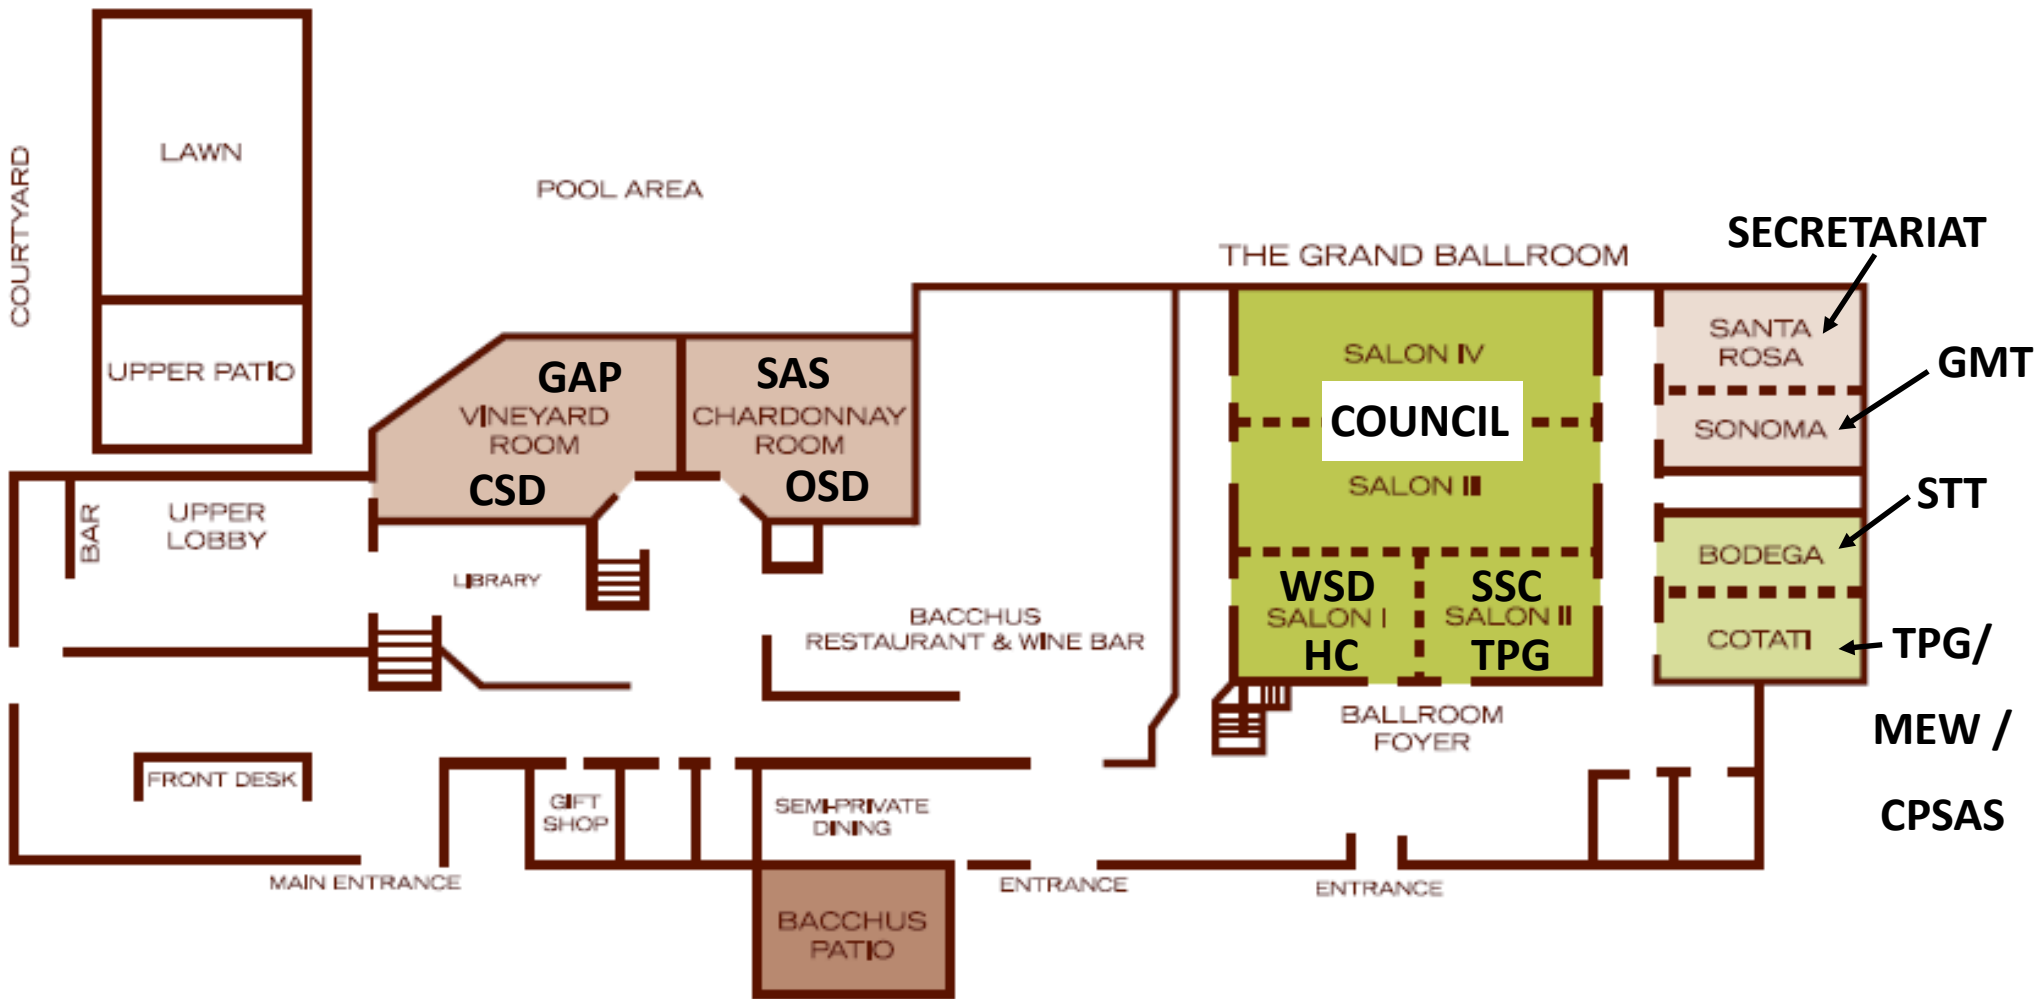 COURTYARD
LAWN
UPPER PATIO
POOL AREA
THE GRAND BALLROOM
SECRETARIAT
SANTA
ROSA
GMT
SONOMA
STT
BODEGA
COTATI
TPG/
MEW /
CPSAS
GAP
VINEYARD
ROOM
CSD
SAS
CHARDONNAY
ROOM
OSD
SALON IV
COUNCIL
SALON III
WSD
SALON I
HC
SSC
SALON II
TPG
BAR
UPPER
LOBBY
LIBRARY
BACCHUS
RESTAURANT & WINE BAR
BALLROOM
FOYER
FRONT DESK
GIFT
SHOP
SEMI-PRIVATE
DINING
MAIN ENTRANCE
ENTRANCE
ENTRANCE
BACCHUS
PATIO